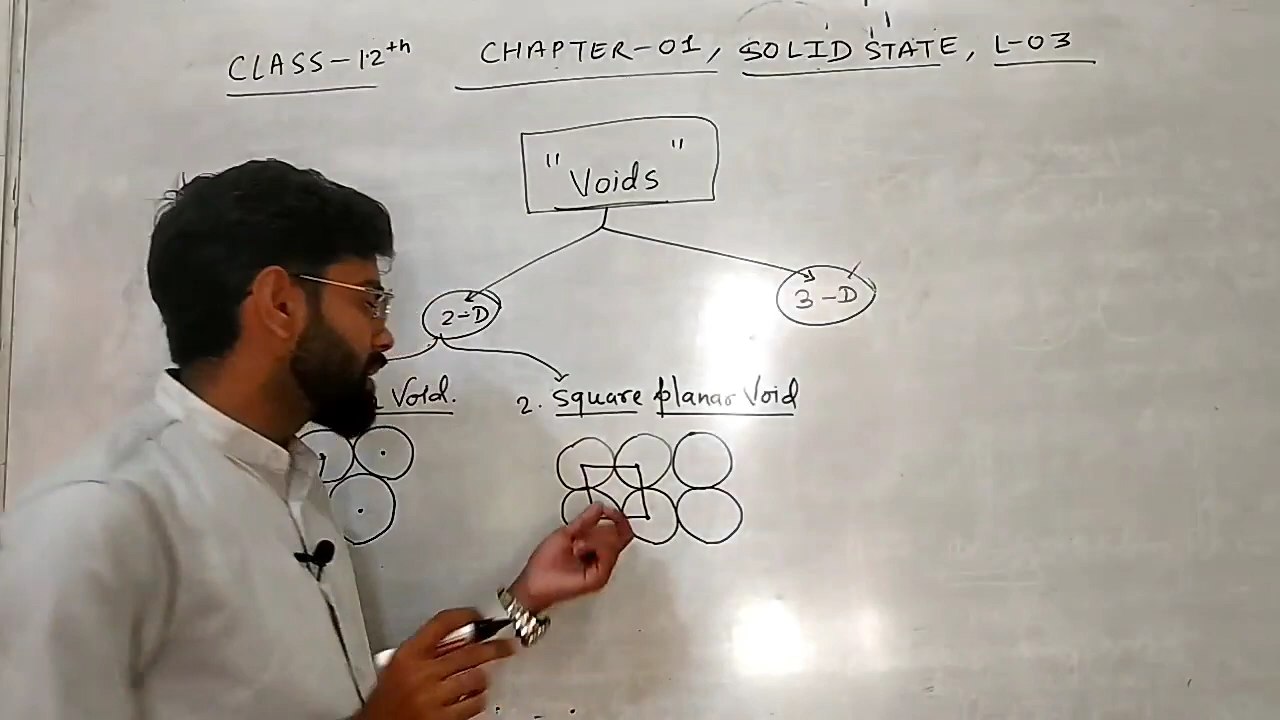 CLASS-12th CHAPTER-01, SOLID STATE, L-03
"Voids"
2-D
3-D
Void.
2. Square planar Void